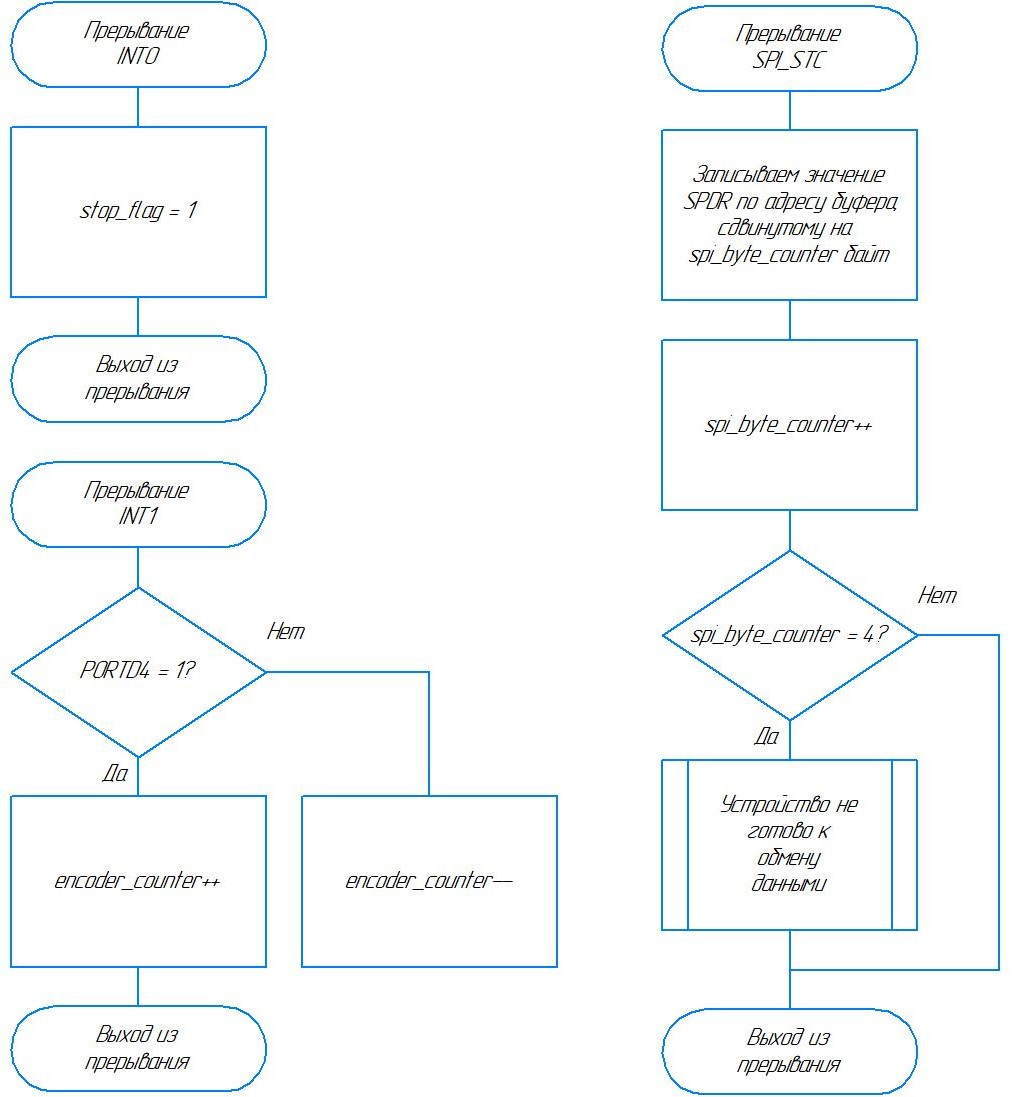 Прерывание
INT0
stop_flag = 1
Выход из
прерывания
Прерывание
INT1
PORTD4 = 1?
Нет
Да
encoder_counter++
encoder_counter--
Выход из
прерывания
Прерывание
SPI_STC
Записываем значение
SPDR по адресу буфера,
сдвинутому на
spi_byte_counter байт
spi_byte_counter++
spi_byte_counter = 4?
Нет
Да
Устройство не
готово к
обмену
данными
Выход из
прерывания